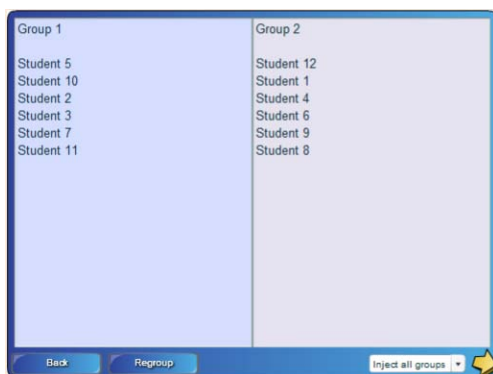 Group 1
Student 5
Student 10
Student 2
Student 3
Student 7
Student 11
Group 2
Student 12
Student 1
Student 4
Student 6
Student 9
Student 8
Back
Regroup
Inject all groups